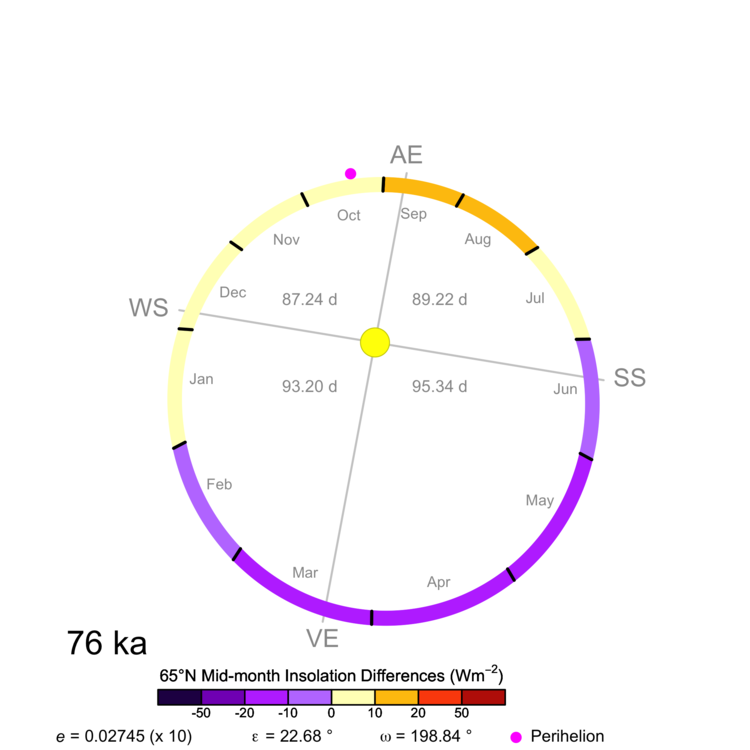 AE
Oct
Sep
Nov
Aug
Dec
87.24 d
89.22 d
Jul
WS
Jan
93.20 d
95.34 d
Jun
SS
Feb
May
Mar
Apr
76 ka
VE
65°N Mid-month Insolation Differences (Wm⁻²)
-50 -20 -10 0 10 20 50
e = 0.02745 (x 10) ε = 22.68 ° ω = 198.84 ° Perihelion